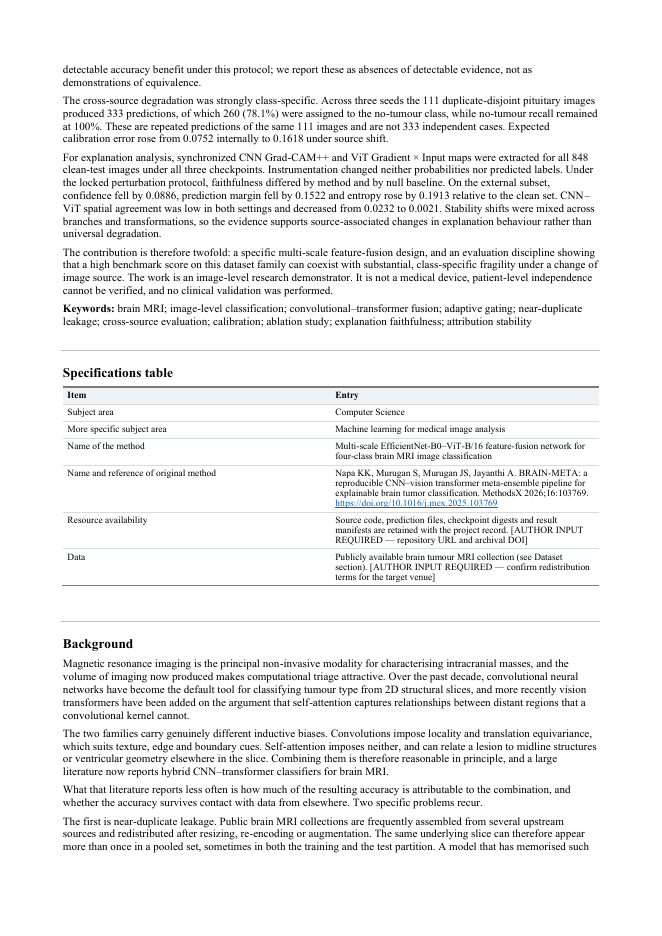 detectable accuracy benefit under this protocol; we report these as absences of detectable evidence, not as
demonstrations of equivalence.
The cross-source degradation was strongly class-specific. Across three seeds the 111 duplicate-disjoint pituitary images
produced 333 predictions, of which 260 (78.1%) were assigned to the no-tumour class, while no-tumour recall remained
at 100%. These are repeated predictions of the same 111 images and are not 333 independent cases. Expected
calibration error rose from 0.0752 internally to 0.1618 under source shift.
For explanation analysis, synchronized CNN Grad-CAM++ and ViT Gradient × Input maps were extracted for all 848
clean-test images under all three checkpoints. Instrumentation changed neither probabilities nor predicted labels. Under
the locked perturbation protocol, faithfulness differed by method and by null baseline. On the external subset,
confidence fell by 0.0886, prediction margin fell by 0.1522 and entropy rose by 0.1913 relative to the clean set. CNN–
ViT spatial agreement was low in both settings and decreased from 0.0232 to 0.0021. Stability shifts were mixed across
branches and transformations, so the evidence supports source-associated changes in explanation behaviour rather than
universal degradation.
The contribution is therefore twofold: a specific multi-scale feature-fusion design, and an evaluation discipline showing
that a high benchmark score on this dataset family can coexist with substantial, class-specific fragility under a change of
image source. The work is an image-level research demonstrator. It is not a medical device, patient-level independence
cannot be verified, and no clinical validation was performed.
Keywords: brain MRI; image-level classification; convolutional–transformer fusion; adaptive gating; near-duplicate
leakage; cross-source evaluation; calibration; ablation study; explanation faithfulness; attribution stability
Specifications table
Item Entry
Subject area Computer Science
More specific subject area Machine learning for medical image analysis
Name of the method Multi-scale EfficientNet-B0–ViT-B/16 feature-fusion network for
four-class brain MRI image classification
Name and reference of original method Napa KK, Murugan S, Murugan JS, Jayanthi A. BRAIN-META: a
reproducible CNN–vision transformer meta-ensemble pipeline for
explainable brain tumor classification. MethodsX 2026;16:103769.
https://doi.org/10.1016/j.mex.2025.103769
Resource availability Source code, prediction files, checkpoint digests and result
manifests are retained with the project record. [AUTHOR INPUT
REQUIRED — repository URL and archival DOI]
Data Publicly available brain tumour MRI collection (see Dataset
section). [AUTHOR INPUT REQUIRED — confirm redistribution
terms for the target venue]
Background
Magnetic resonance imaging is the principal non-invasive modality for characterising intracranial masses, and the
volume of imaging now produced makes computational triage attractive. Over the past decade, convolutional neural
networks have become the default tool for classifying tumour type from 2D structural slices, and more recently vision
transformers have been added on the argument that self-attention captures relationships between distant regions that a
convolutional kernel cannot.
The two families carry genuinely different inductive biases. Convolutions impose locality and translation equivariance,
which suits texture, edge and boundary cues. Self-attention imposes neither, and can relate a lesion to midline structures
or ventricular geometry elsewhere in the slice. Combining them is therefore reasonable in principle, and a large
literature now reports hybrid CNN–transformer classifiers for brain MRI.
What that literature reports less often is how much of the resulting accuracy is attributable to the combination, and
whether the accuracy survives contact with data from elsewhere. Two specific problems recur.
The first is near-duplicate leakage. Public brain MRI collections are frequently assembled from several upstream
sources and redistributed after resizing, re-encoding or augmentation. The same underlying slice can therefore appear
more than once in a pooled set, sometimes in both the training and the test partition. A model that has memorised such